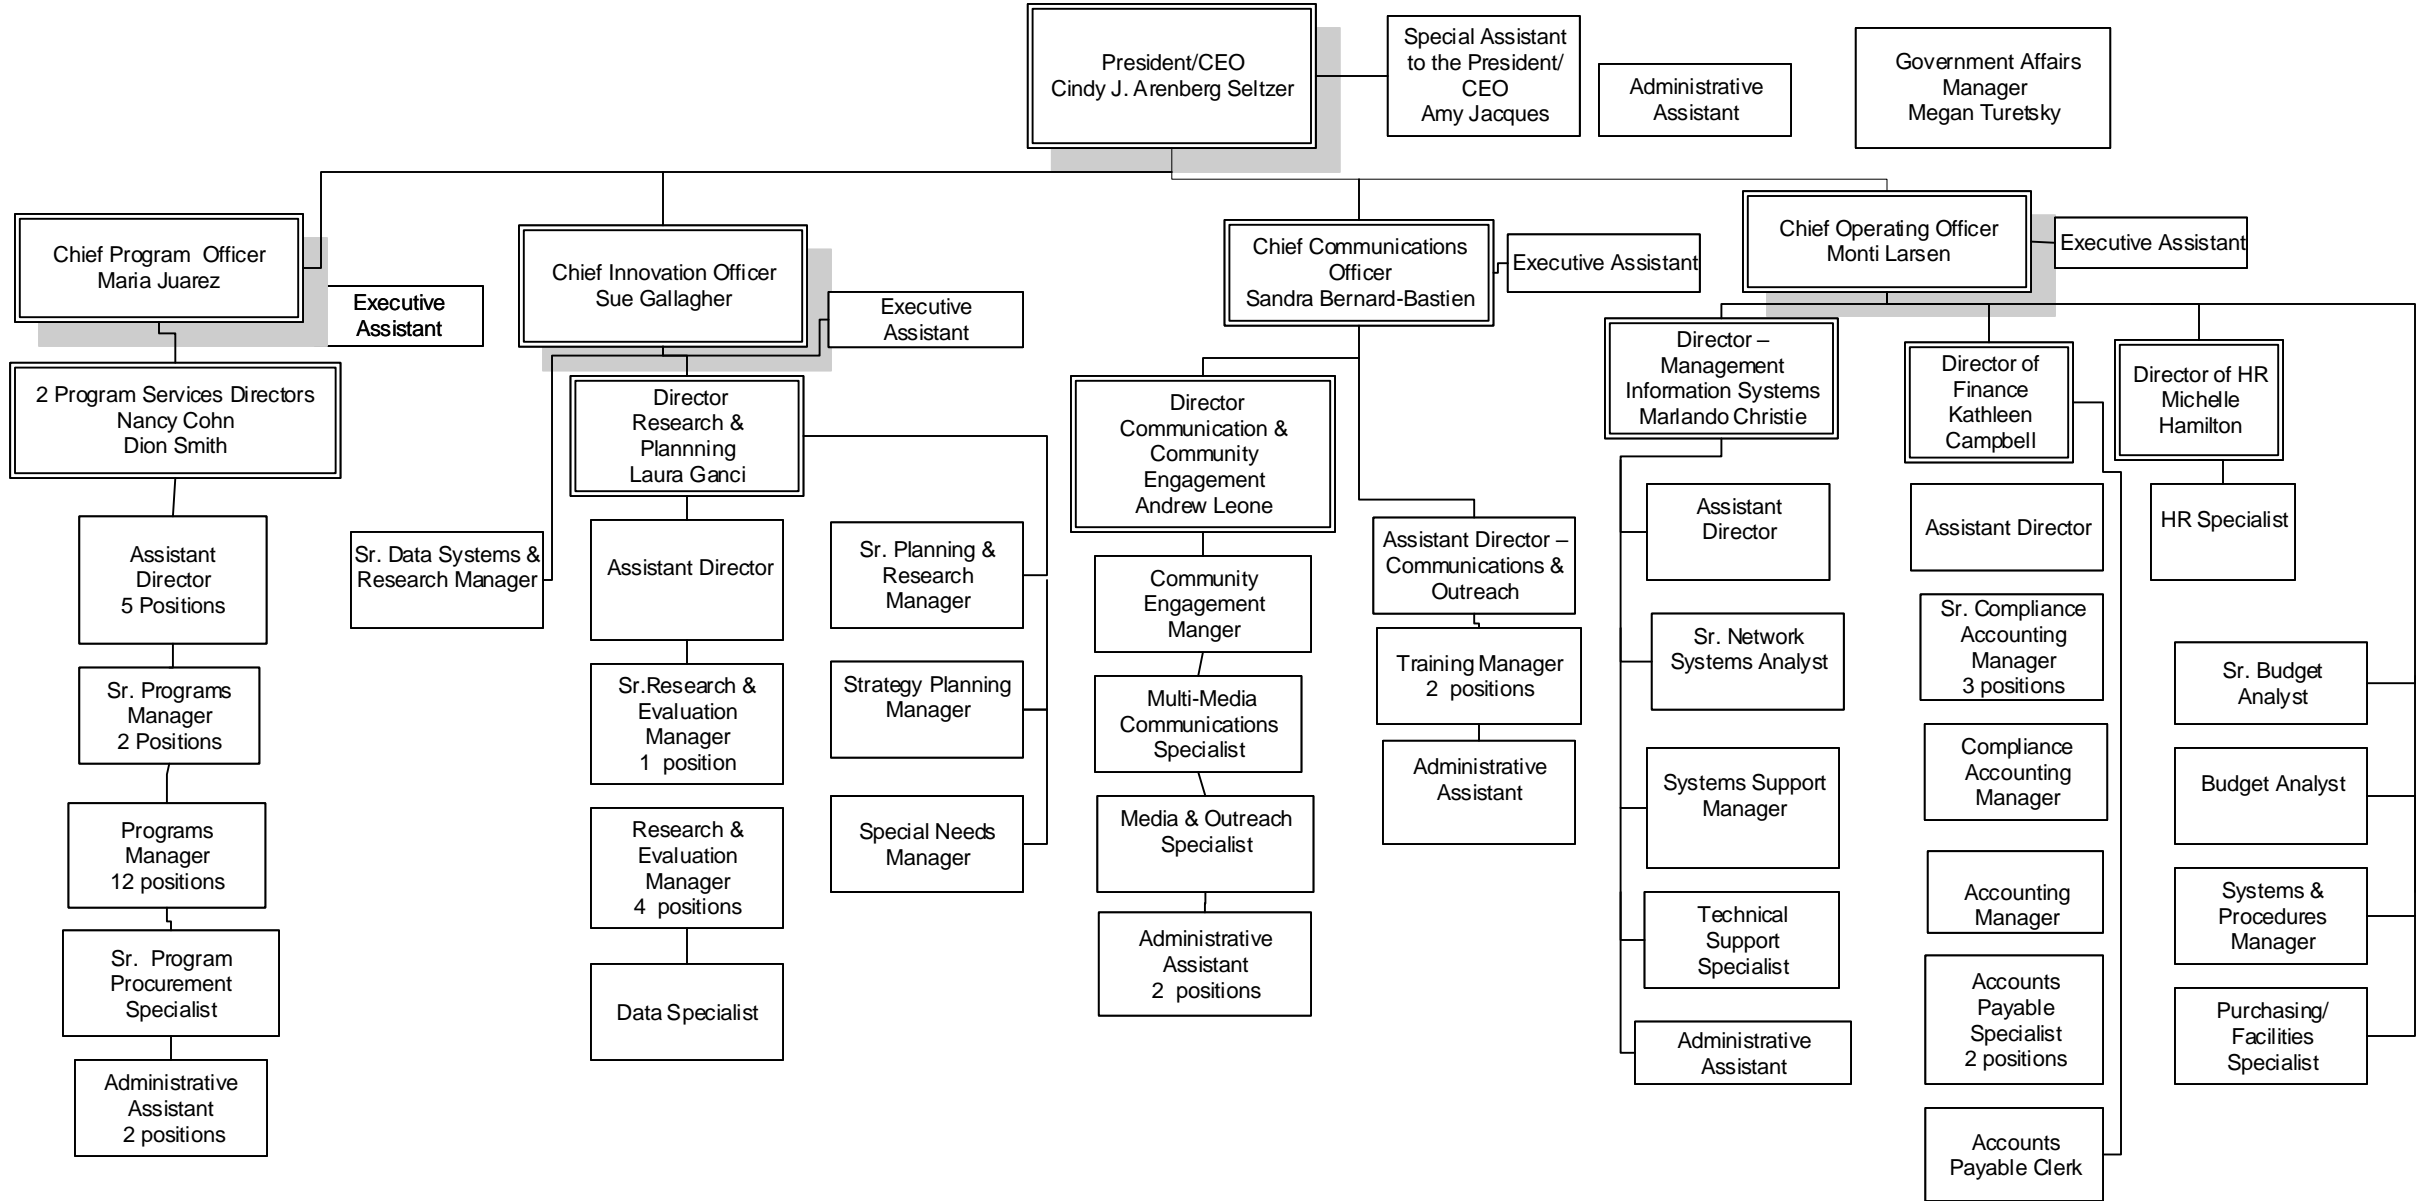 President/CEO
Cindy J. Arenberg Seltzer
Special Assistant
to the President/
CEO
Amy Jacques
Administrative
Assistant
Government Affairs
Manager
Megan Turetsky
Chief Program  Officer
Maria Juarez
Executive
Assistant
Chief Innovation Officer
Sue Gallagher
Executive
Assistant
Chief Communications
Officer
Sandra Bernard-Bastien
Executive Assistant
Chief Operating Officer
Monti Larsen
Executive Assistant
2 Program Services Directors
Nancy Cohn
Dion Smith
Assistant
Director
5 Positions
Sr. Programs
Manager
2 Positions
Programs
Manager
12 positions
Sr.  Program
Procurement
Specialist
Administrative
Assistant
2 positions
Sr. Data Systems &
Research Manager
Director
Research &
Plannning
Laura Ganci
Assistant Director
Sr.Research &
Evaluation
Manager
1  position
Research &
Evaluation
Manager
4  positions
Data Specialist
Sr. Planning &
Research
Manager
Strategy Planning
Manager
Special Needs
Manager
Director
Communication &
Community
Engagement
Andrew Leone
Community
Engagement
Manger
Multi-Media
Communications
Specialist
Media & Outreach
Specialist
Administrative
Assistant
2  positions
Assistant Director –
Communications &
Outreach
Training Manager
2  positions
Administrative
Assistant
Director –
Management
Information Systems
Marlando Christie
Assistant
Director
Sr. Network
Systems Analyst
Systems Support
Manager
Technical
Support
Specialist
Administrative
Assistant
Director of
Finance
Kathleen
Campbell
Assistant Director
Sr. Compliance
Accounting
Manager
3 positions
Compliance
Accounting
Manager
Accounting
Manager
Accounts
Payable
Specialist
2 positions
Accounts
Payable Clerk
Director of HR
Michelle
Hamilton
HR Specialist
Sr. Budget
Analyst
Budget Analyst
Systems &
Procedures
Manager
Purchasing/
Facilities
Specialist